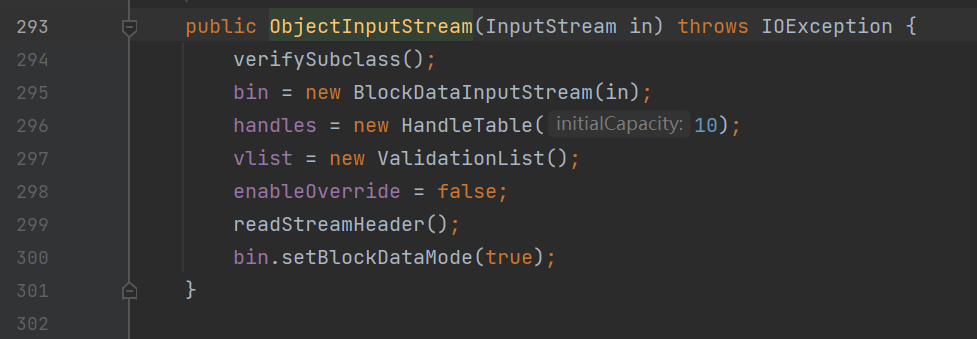 293 public ObjectInputStream(InputStream in) throws IOException {
294 verifySubclass();
295 bin = new BlockDataInputStream(in);
296 handles = new HandleTable( initialCapacity: 10);
297 vlist = new ValidationList();
298 enableOverride = false;
299 readStreamHeader();
300 bin.setBlockDataMode(true);
301 }
302